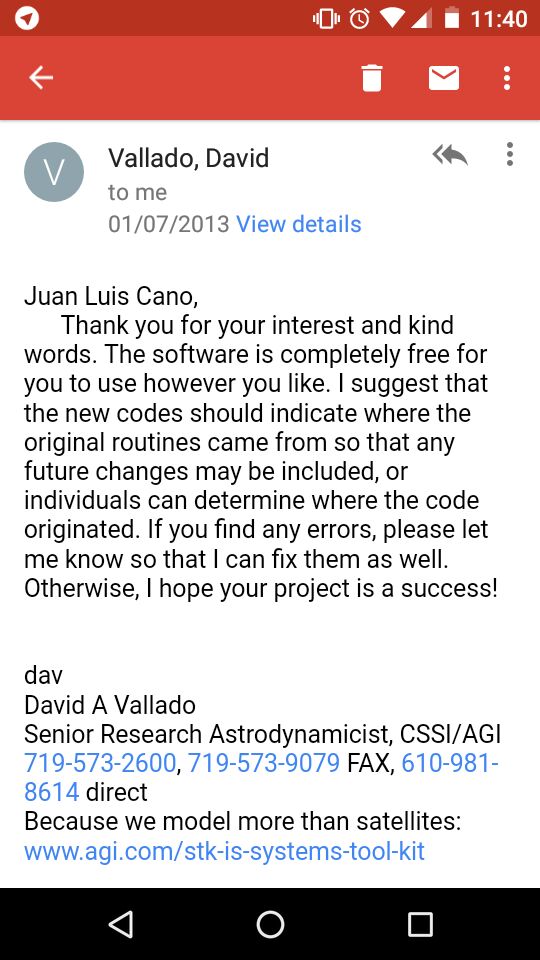 11:40
V
Vallado, David
to me
01/07/2013 View details
Juan Luis Cano,
Thank you for your interest and kind
words. The software is completely free for
you to use however you like. I suggest that
the new codes should indicate where the
original routines came from so that any
future changes may be included, or
individuals can determine where the code
originated. If you find any errors, please let
me know so that I can fix them as well.
Otherwise, I hope your project is a success!
dav
David A Vallado
Senior Research Astrodynamicist, CSSI/AGI
719-573-2600, 719-573-9079 FAX, 610-981-
8614 direct
Because we model more than satellites:
www.agi.com/stk-is-systems-tool-kit